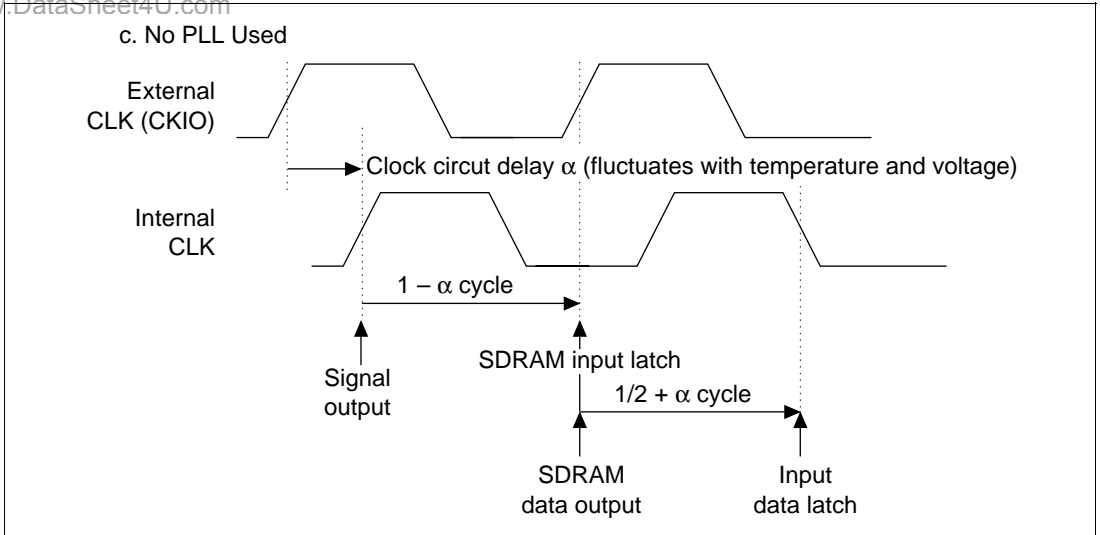 .DataSheet4U.com
c. No PLL Used
External
CLK (CKIO)
Clock circut delay α (fluctuates with temperature and voltage)
Internal
CLK
1 – α cycle
Signal
output
SDRAM input latch
1/2 + α cycle
SDRAM
data output
Input
data latch